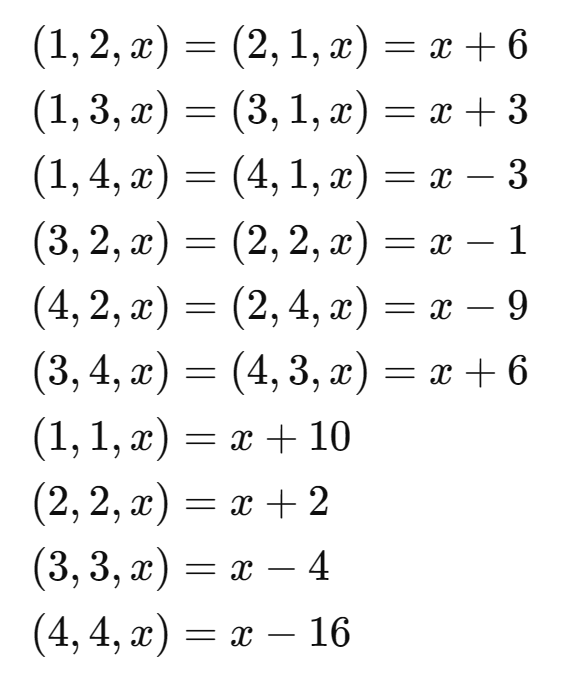 (1, 2, x) = (2, 1, x) = x + 6
(1, 3, x) = (3, 1, x) = x + 3
(1, 4, x) = (4, 1, x) = x − 3
(3, 2, x) = (2, 2, x) = x − 1
(4, 2, x) = (2, 4, x) = x − 9
(3, 4, x) = (4, 3, x) = x + 6
(1, 1, x) = x + 10
(2, 2, x) = x + 2
(3, 3, x) = x − 4
(4, 4, x) = x − 16